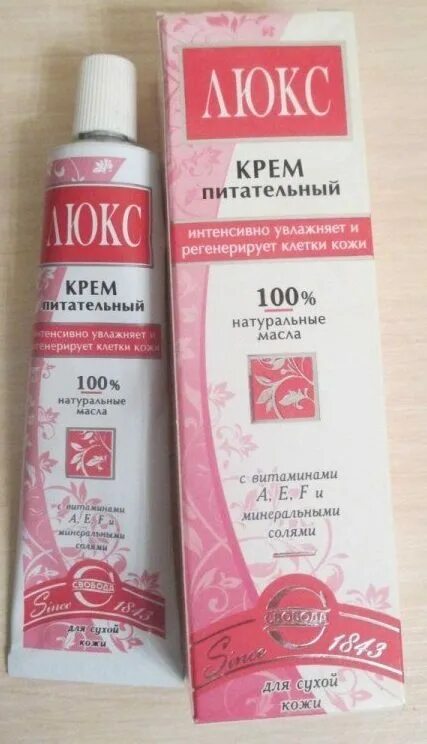 ЛЮКС
КРЕМ
питательный
интенсивно увлажняет и
регенерирует клетки кожи
100%
натуральные
масла
с витаминами
A, E, F и
минеральными
солями
СВОБОДА
Since 1843
для сухой
кожи
ЛЮКС
КРЕМ
питательный
интенсивно увлажняет и
регенерирует клетки кожи
100%
натуральные
масла
с витаминами
A, E, F и
минеральными
солями
СВОБОДА
Since 1843
для сухой
кожи